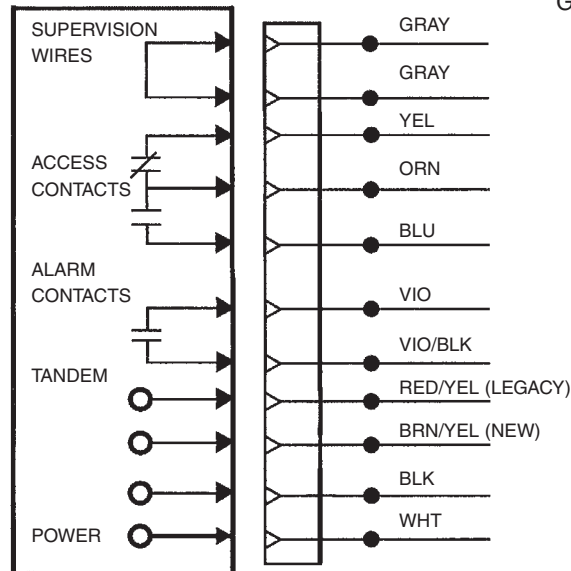 G
SUPERVISION
WIRES
GRAY
GRAY
YEL
ACCESS
CONTACTS
ORN
BLU
ALARM
CONTACTS
VIO
VIO/BLK
TANDEM
RED/YEL (LEGACY)
BRN/YEL (NEW)
BLK
POWER
WHT